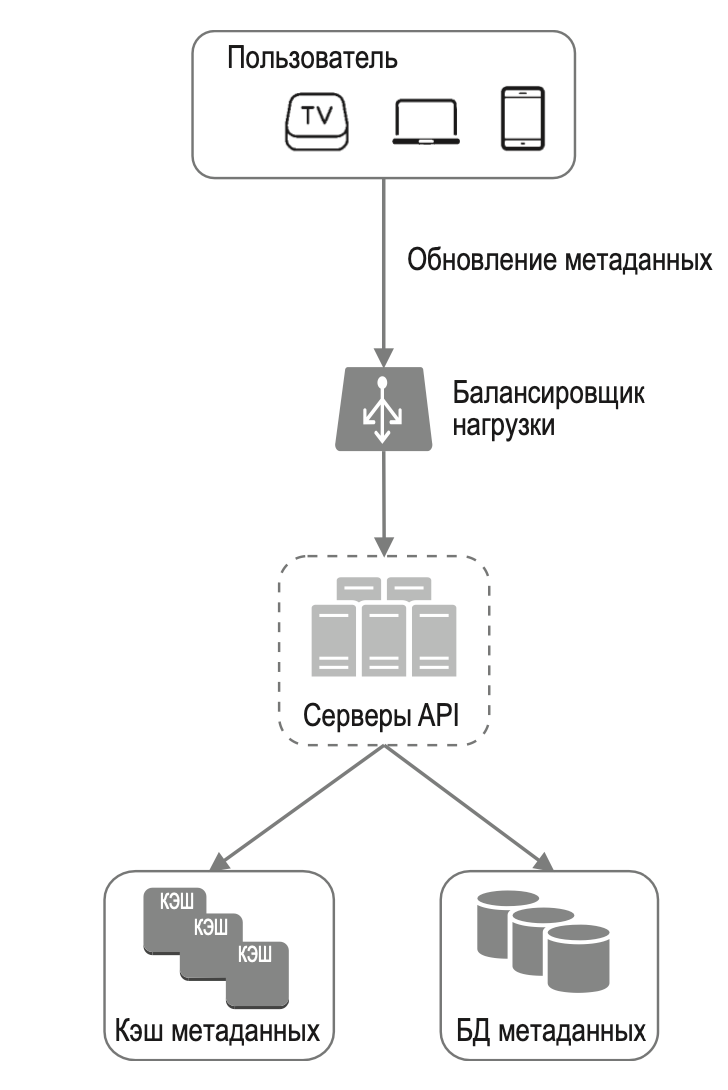 Пользователь
TV
Обновление метаданных
Балансировщик
нагрузки
Серверы API
КЭШ
КЭШ
КЭШ
Кэш метаданных
БД метаданных